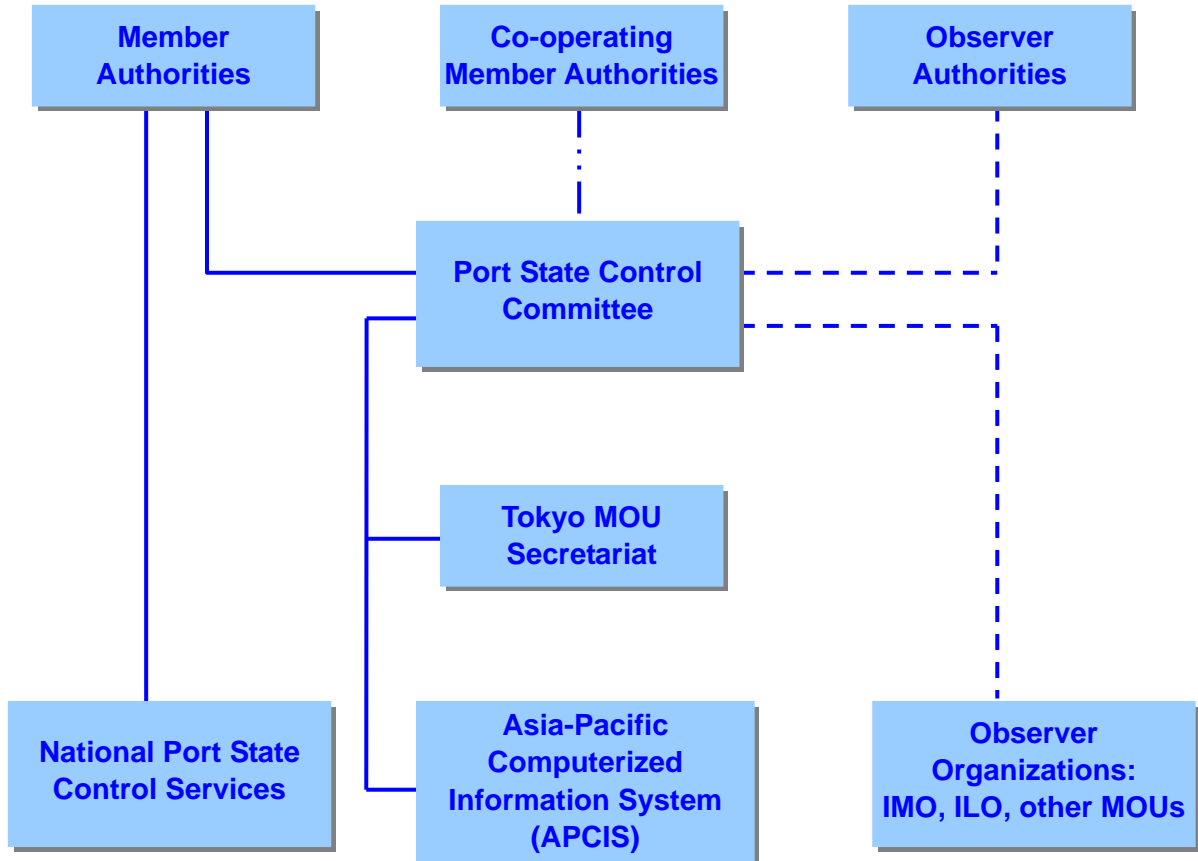 Member
Authorities
Co-operating
Member Authorities
Observer
Authorities
Port State Control
Committee
Tokyo MOU
Secretariat
National Port State
Control Services
Asia-Pacific
Computerized
Information System
(APCIS)
Observer
Organizations:
IMO, ILO, other MOUs